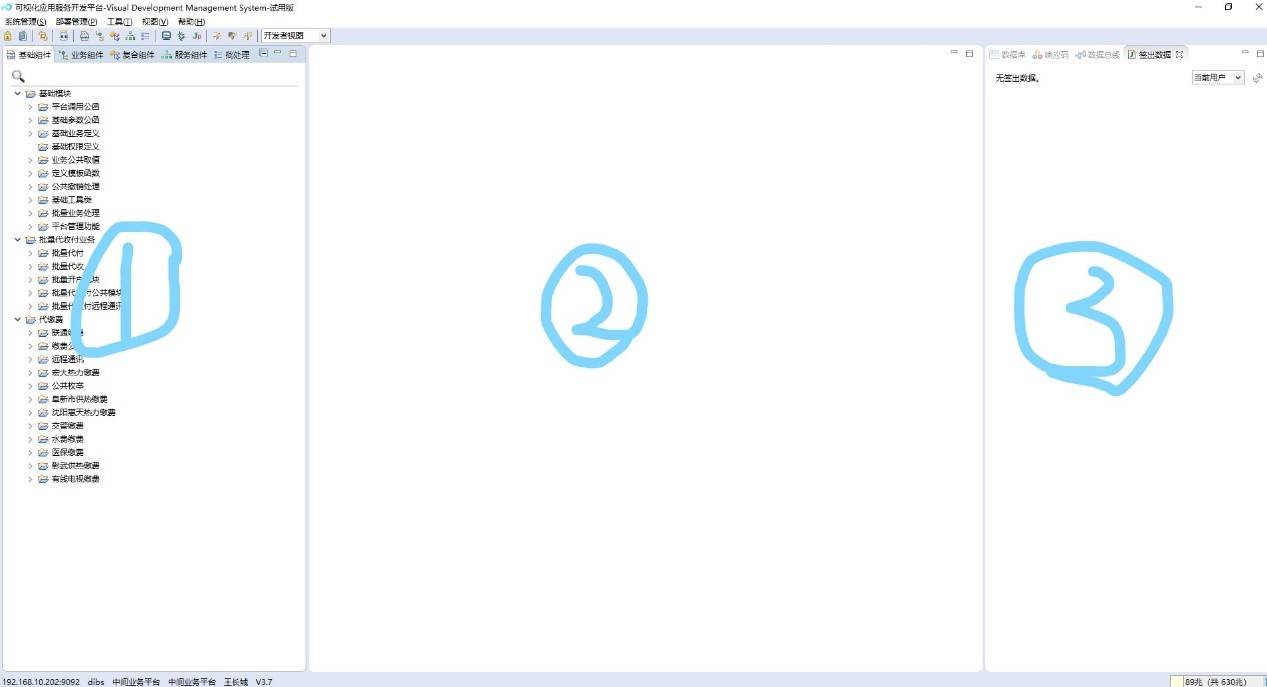 可视化应用服务开发平台-Visual Development Management System-试用版
系统管理(S) 部署管理(P) 工具(T) 视图(V) 帮助(H)
开发者视图
基础组件 业务组件 复合组件 服务组件 批处理
数据库 响应码 数据总线 签出数据
无签出数据。 当前用户
基础模块
平台调用公函
基础参数公函
基础业务定义
基础权限定义
业务公共取值
定义模板函数
公共撤销处理
基础工具类
批量业务处理
平台管理功能
批量代收付业务
批量代付
批量代收
批量开户 块
批量代 付公共模块
批量代 付远程通讯
代缴费
联通
缴费公
远程通讯
宏大热力缴费
公共枚举
阜新市供热缴费
沈阳惠天热力缴费
交警缴费
水费缴费
医保缴费
彰武供热缴费
有线电视缴费
1
2
3
192.168.10.202:9092 dibs 中间业务平台 中间业务平台 王长城 V3.7
89兆 (共 630兆)